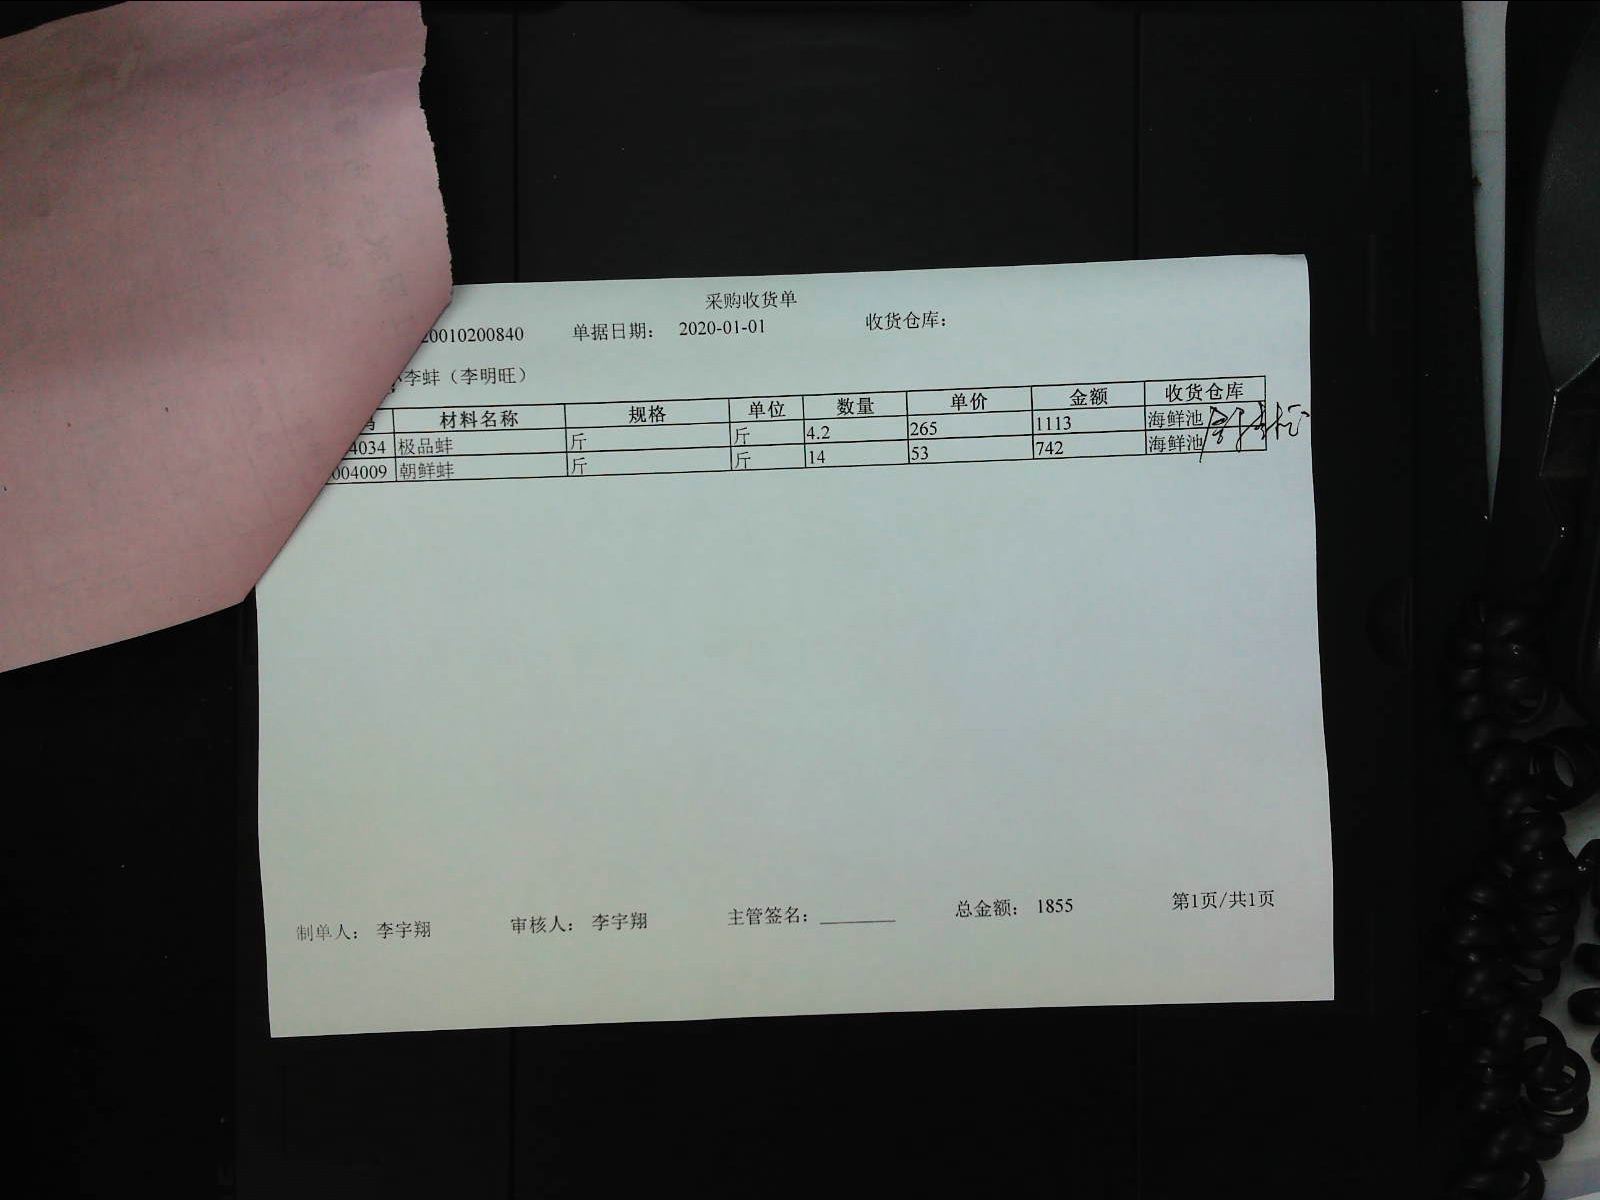 采购收货单
20010200840 单据日期： 2020-01-01 收货仓库：
李蚌（李明旺）
材料名称 规格 单位 数量 单价 金额 收货仓库
4034 极品蚌 斤 斤 4.2 265 1113 海鲜池
004009 朝鲜蚌 斤 斤 14 53 742 海鲜池
制单人： 李宇翔 审核人： 李宇翔 主管签名： 总金额： 1855 第1页/共1页